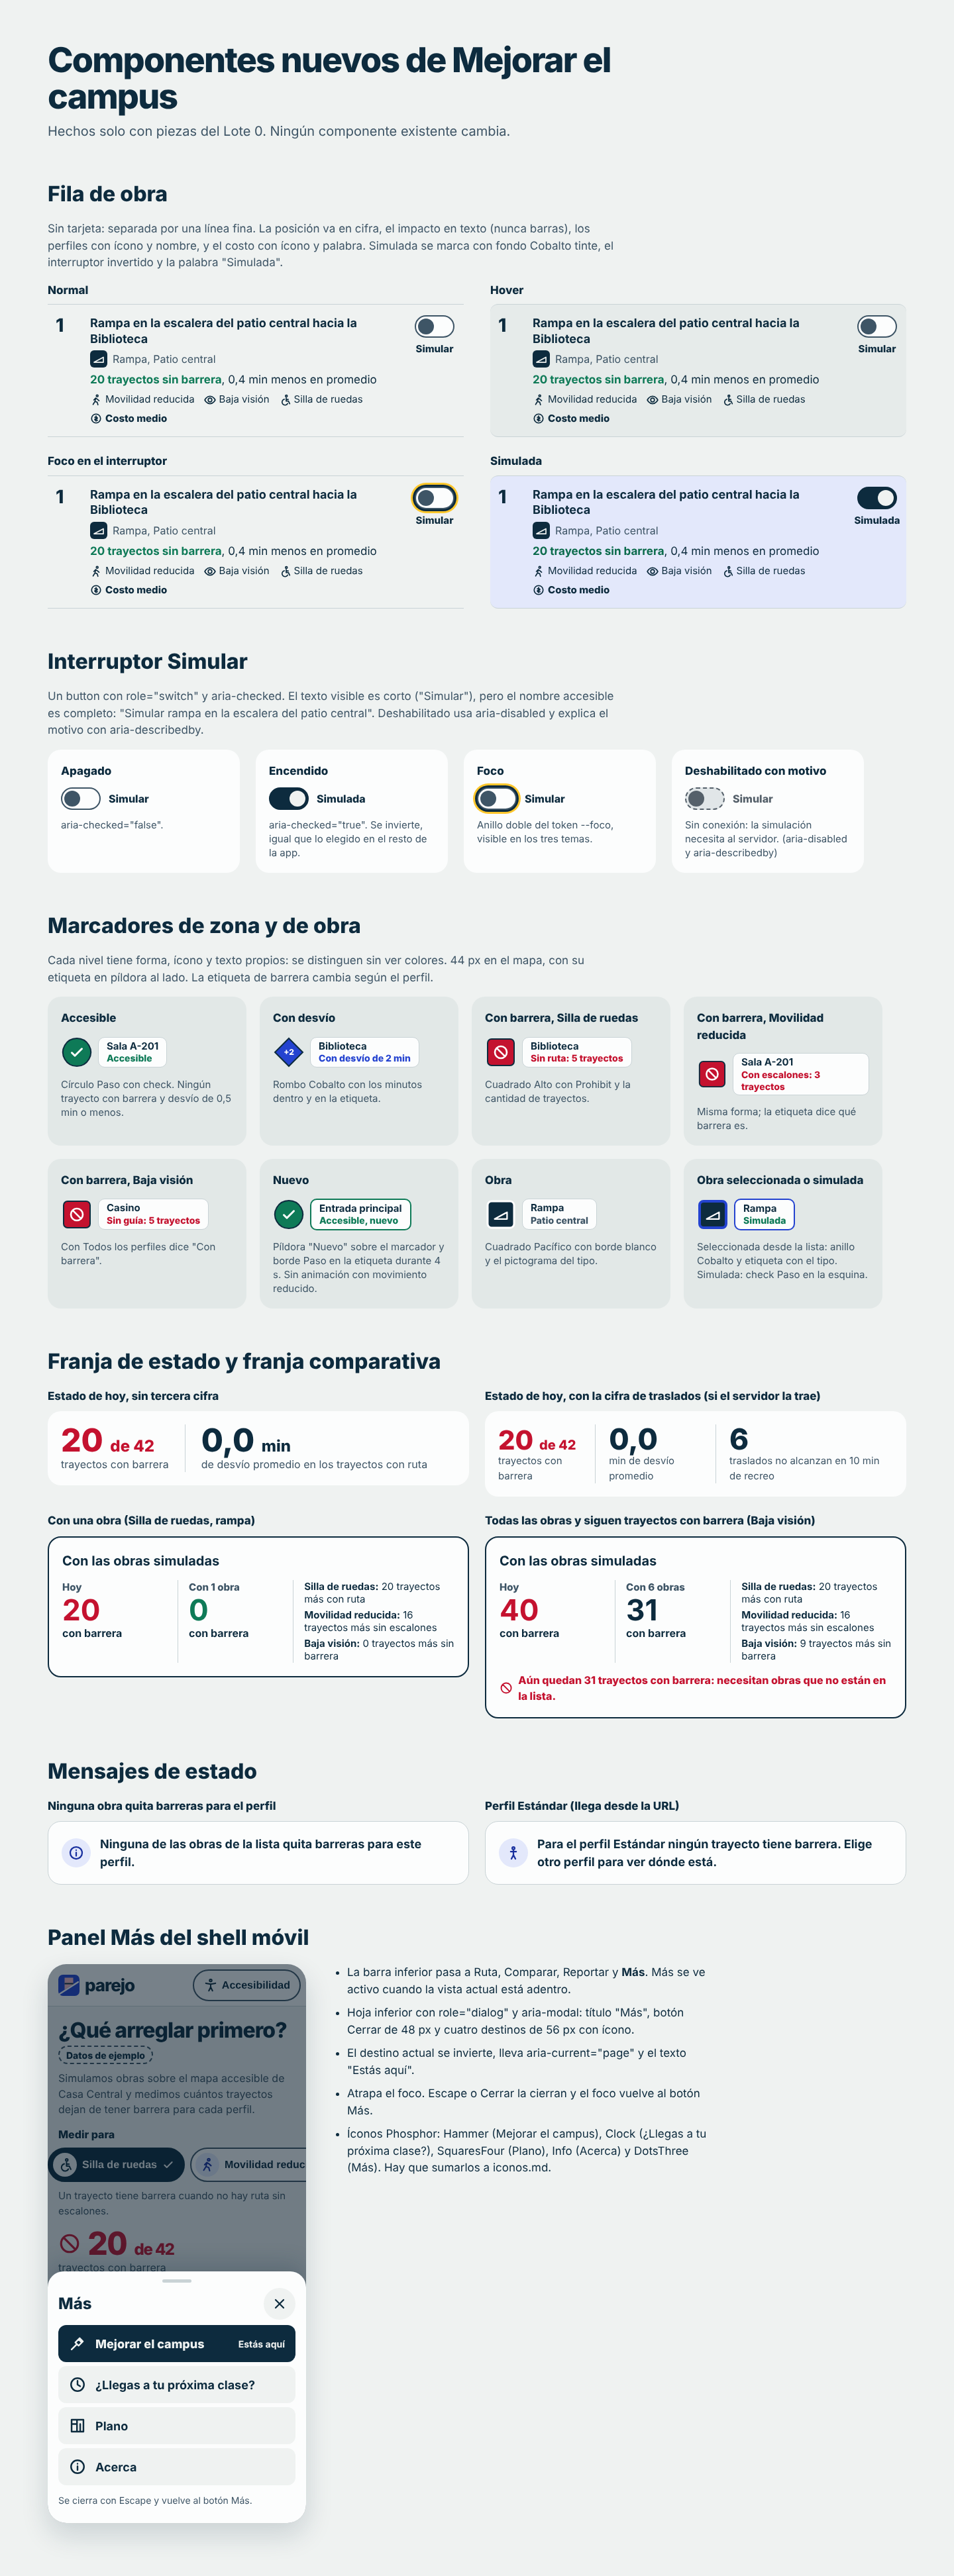 Componentes nuevos de Mejorar el
campus
Hechos solo con piezas del Lote 0. Ningún componente existente cambia.
Fila de obra
Sin tarjeta: separada por una línea fina. La posición va en cifra, el impacto en texto (nunca barras), los
perfiles con ícono y nombre, y el costo con ícono y palabra. Simulada se marca con fondo Cobalto tinte, el
interruptor invertido y la palabra "Simulada".
Normal
1
Rampa en la escalera del patio central hacia la
Biblioteca
Simular
Rampa, Patio central
20 trayectos sin barrera, 0,4 min menos en promedio
Movilidad reducida Baja visión Silla de ruedas
Costo medio
Hover
1
Rampa en la escalera del patio central hacia la
Biblioteca
Simular
Rampa, Patio central
20 trayectos sin barrera, 0,4 min menos en promedio
Movilidad reducida Baja visión Silla de ruedas
Costo medio
Foco en el interruptor
1
Rampa en la escalera del patio central hacia la
Biblioteca
Simular
Rampa, Patio central
20 trayectos sin barrera, 0,4 min menos en promedio
Movilidad reducida Baja visión Silla de ruedas
Costo medio
Simulada
1
Rampa en la escalera del patio central hacia la
Biblioteca
Simulada
Rampa, Patio central
20 trayectos sin barrera, 0,4 min menos en promedio
Movilidad reducida Baja visión Silla de ruedas
Costo medio
Interruptor Simular
Un button con role="switch" y aria-checked. El texto visible es corto ("Simular"), pero el nombre accesible
es completo: "Simular rampa en la escalera del patio central". Deshabilitado usa aria-disabled y explica el
motivo con aria-describedby.
Apagado
Simular
aria-checked="false".
Encendido
Simulada
aria-checked="true". Se invierte,
igual que lo elegido en el resto de
la app.
Foco
Simular
Anillo doble del token --foco,
visible en los tres temas.
Deshabilitado con motivo
Simular
Sin conexión: la simulación
necesita al servidor. (aria-disabled
y aria-describedby)
Marcadores de zona y de obra
Cada nivel tiene forma, ícono y texto propios: se distinguen sin ver colores. 44 px en el mapa, con su
etiqueta en píldora al lado. La etiqueta de barrera cambia según el perfil.
Accesible
Sala A-201
Accesible
Círculo Paso con check. Ningún
trayecto con barrera y desvío de 0,5
min o menos.
Con desvío
+2
Biblioteca
Con desvío de 2 min
Rombo Cobalto con los minutos
dentro y en la etiqueta.
Con barrera, Silla de ruedas
Biblioteca
Sin ruta: 5 trayectos
Cuadrado Alto con Prohibit y la
cantidad de trayectos.
Con barrera, Movilidad
reducida
Sala A-201
Con escalones: 3
trayectos
Misma forma; la etiqueta dice qué
barrera es.
Con barrera, Baja visión
Casino
Sin guía: 5 trayectos
Con Todos los perfiles dice "Con
barrera".
Nuevo
Entrada principal
Accesible, nuevo
Píldora "Nuevo" sobre el marcador y
borde Paso en la etiqueta durante 4
s. Sin animación con movimiento
reducido.
Obra
Rampa
Patio central
Cuadrado Pacífico con borde blanco
y el pictograma del tipo.
Obra seleccionada o simulada
Rampa
Simulada
Seleccionada desde la lista: anillo
Cobalto y etiqueta con el tipo.
Simulada: check Paso en la esquina.
Franja de estado y franja comparativa
Estado de hoy, sin tercera cifra
20 de 42
trayectos con barrera
0,0 min
de desvío promedio en los trayectos con ruta
Estado de hoy, con la cifra de traslados (si el servidor la trae)
20 de 42
trayectos con
barrera
0,0
min de desvío
promedio
6
traslados no alcanzan en 10 min
de recreo
Con una obra (Silla de ruedas, rampa)
Con las obras simuladas
Hoy
20
con barrera
Con 1 obra
0
con barrera
Silla de ruedas: 20 trayectos
más con ruta
Movilidad reducida: 16
trayectos más sin escalones
Baja visión: 0 trayectos más sin
barrera
Todas las obras y siguen trayectos con barrera (Baja visión)
Con las obras simuladas
Hoy
40
con barrera
Con 6 obras
31
con barrera
Silla de ruedas: 20 trayectos
más con ruta
Movilidad reducida: 16
trayectos más sin escalones
Baja visión: 9 trayectos más sin
barrera
Aún quedan 31 trayectos con barrera: necesitan obras que no están en
la lista.
Mensajes de estado
Ninguna obra quita barreras para el perfil
Ninguna de las obras de la lista quita barreras para este
perfil.
Perfil Estándar (llega desde la URL)
Para el perfil Estándar ningún trayecto tiene barrera. Elige
otro perfil para ver dónde está.
Panel Más del shell móvil
parejo
Accesibilidad
¿Qué arreglar primero?
Datos de ejemplo
Simulamos obras sobre el mapa accesible de
Casa Central y medimos cuántos trayectos
dejan de tener barrera para cada perfil.
Medir para
Silla de ruedas
Movilidad reduc
Un trayecto tiene barrera cuando no hay ruta sin
escalones.
20 de 42
trayectos con barrera
Más
Mejorar el campus Estás aquí
¿Llegas a tu próxima clase?
Plano
Acerca
Se cierra con Escape y vuelve al botón Más.
• La barra inferior pasa a Ruta, Comparar, Reportar y Más. Más se ve
activo cuando la vista actual está adentro.
• Hoja inferior con role="dialog" y aria-modal: título "Más", botón
Cerrar de 48 px y cuatro destinos de 56 px con ícono.
• El destino actual se invierte, lleva aria-current="page" y el texto
"Estás aquí".
• Atrapa el foco. Escape o Cerrar la cierran y el foco vuelve al botón
Más.
• Íconos Phosphor: Hammer (Mejorar el campus), Clock (¿Llegas a tu
próxima clase?), SquaresFour (Plano), Info (Acerca) y DotsThree
(Más). Hay que sumarlos a iconos.md.